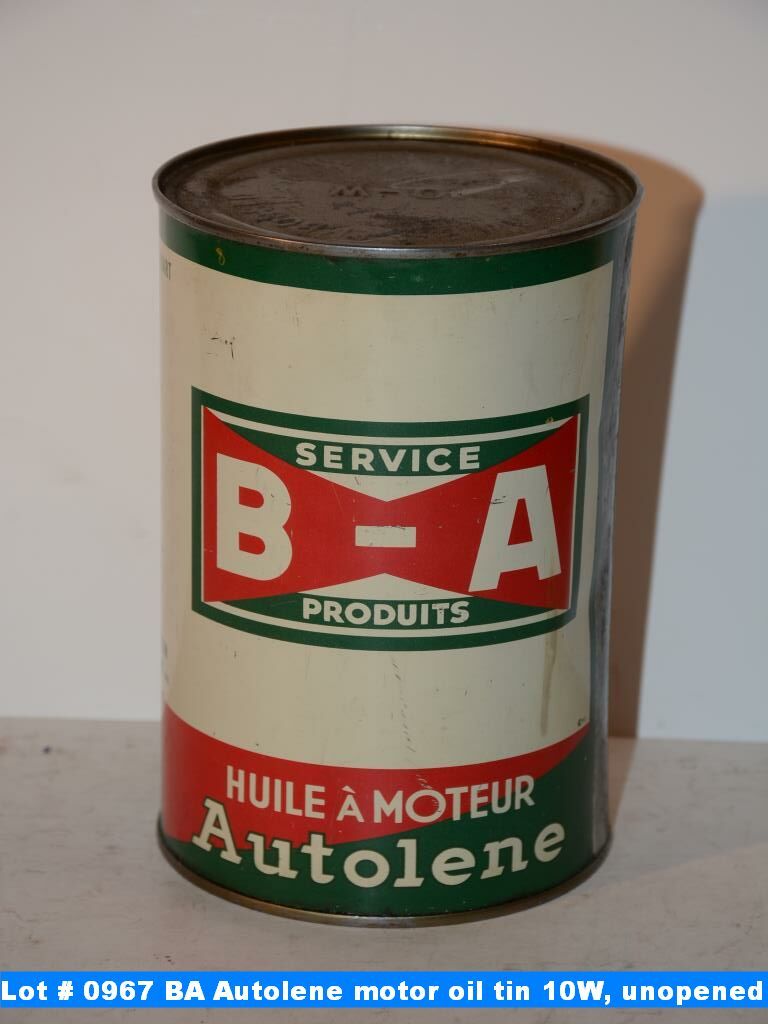 SERVICE
B-A
PRODUITS
HUILE À MOTEUR
Autolene
Lot # 0967 BA Autolene motor oil tin 10W, unopened